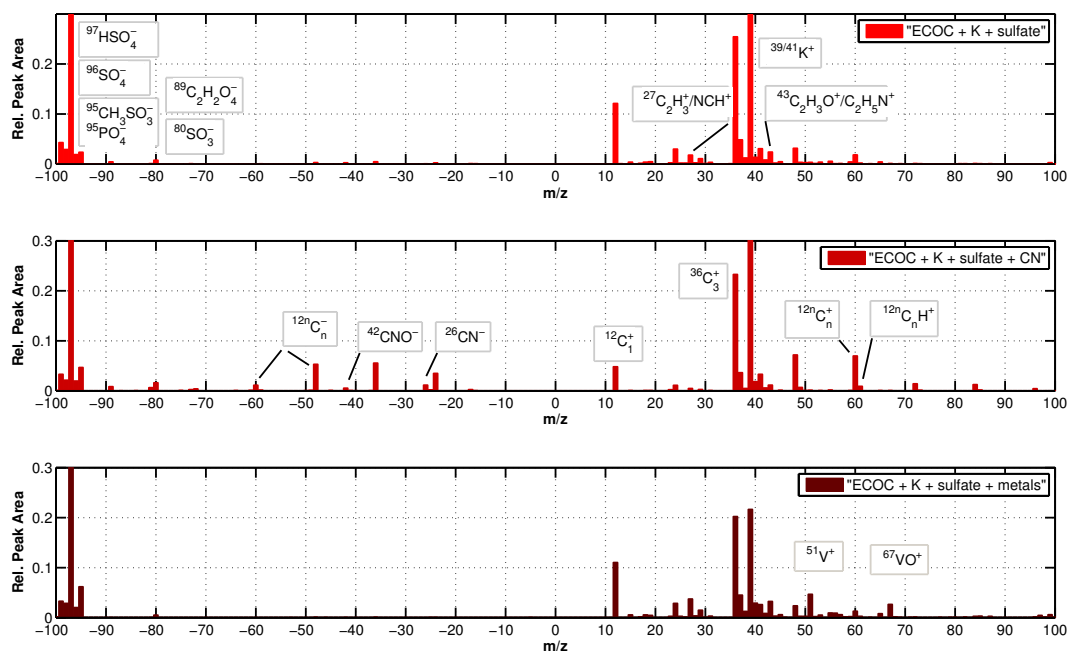 Rel. Peak Area
0.2
0.1
0
"ECOC + K + sulfate"
⁹⁷HSO₄⁻
⁹⁶SO₄⁻
⁹⁵CH₃SO₃⁻
⁹⁵PO₄⁻
⁸⁹C₂H₂O₄⁻
⁸⁰SO₃⁻
³⁹/⁴¹K⁺
²⁷C₂H₃⁺/NCH⁺
⁴³C₂H₃O⁺/C₂H₅N⁺
−100 −90 −80 −70 −60 −50 −40 −30 −20 −10 0 10 20 30 40 50 60 70 80 90 100
m/z
Rel. Peak Area
0.3
0.2
0.1
0
"ECOC + K + sulfate + CN"
³⁶C₃⁺
¹²ⁿCₙ⁻
⁴²CNO⁻
²⁶CN⁻
¹²C₁⁺
¹²ⁿCₙ⁺
¹²ⁿCₙH⁺
−100 −90 −80 −70 −60 −50 −40 −30 −20 −10 0 10 20 30 40 50 60 70 80 90 100
m/z
Rel. Peak Area
0.3
0.2
0.1
0
"ECOC + K + sulfate + metals"
⁵¹V⁺
⁶⁷VO⁺
−100 −90 −80 −70 −60 −50 −40 −30 −20 −10 0 10 20 30 40 50 60 70 80 90 100
m/z